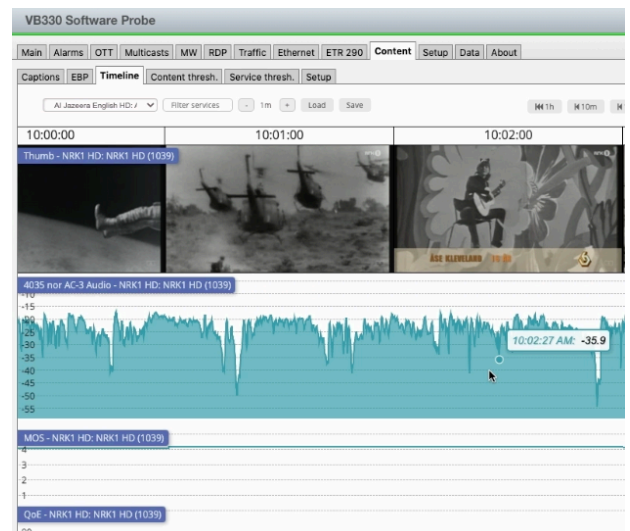 VB330 Software Probe
Main Alarms OTT Multicasts MW RDP Traffic Ethernet ETR 290 Content Setup Data About
Captions EBP Timeline Content thresh. Service thresh. Setup
Al Jazeera English HD: / Filter services - 1m + Load Save 1h 10m
10:00:00 10:01:00 10:02:00
Thumb - NRK1 HD: NRK1 HD (1039)
ÅSE KLEVELAND
4035 nor AC-3 Audio - NRK1 HD: NRK1 HD (1039)
-10
-15
-20
-25
-30
-35
-40
-45
-50
-55
10:02:27 AM: -35.9
MOS - NRK1 HD: NRK1 HD (1039)
4
3
2
1
QoE - NRK1 HD: NRK1 HD (1039)